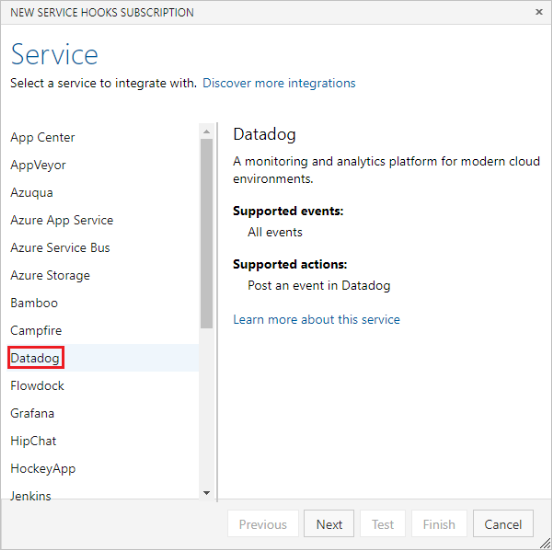 NEW SERVICE HOOKS SUBSCRIPTION
Service
Select a service to integrate with. Discover more integrations
App Center
AppVeyor
Azuqua
Azure App Service
Azure Service Bus
Azure Storage
Bamboo
Campfire
Datadog
Flowdock
Grafana
HipChat
HockeyApp
Jenkins
Datadog
A monitoring and analytics platform for modern cloud
environments.
Supported events:
All events
Supported actions:
Post an event in Datadog
Learn more about this service
Previous Next Test Finish Cancel